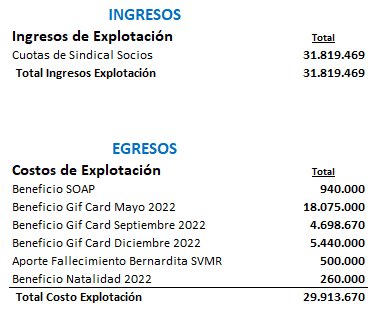 INGRESOS
Ingresos de Explotación Total
Cuotas de Sindical Socios 31.819.469
Total Ingresos Explotación 31.819.469
EGRESOS
Costos de Explotación Total
Beneficio SOAP 940.000
Beneficio Gif Card Mayo 2022 18.075.000
Beneficio Gif Card Septiembre 2022 4.698.670
Beneficio Gif Card Diciembre 2022 5.440.000
Aporte Fallecimiento Bernardita SVMR 500.000
Beneficio Natalidad 2022 260.000
Total Costo Explotación 29.913.670